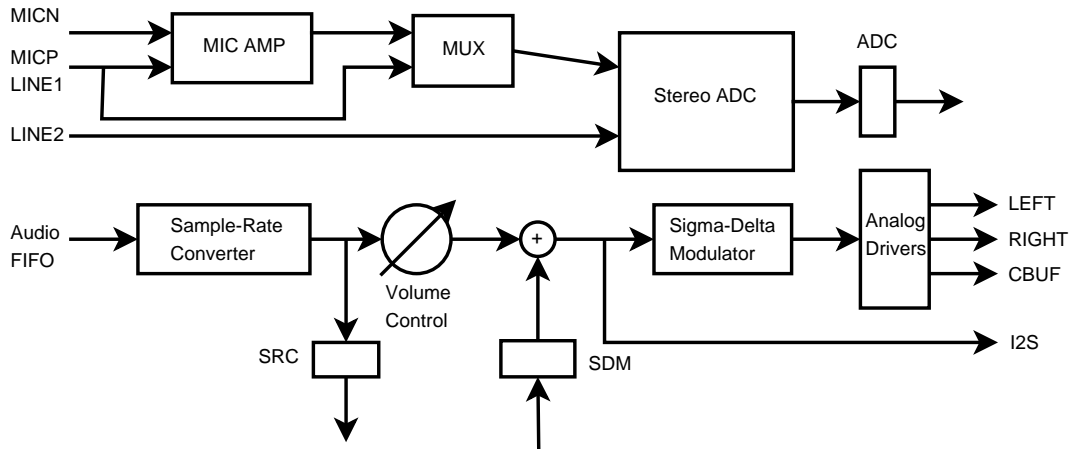 MICN
MIC AMP
MUX
ADC
MICP
LINE1
Stereo ADC
LINE2
Audio
FIFO
Sample-Rate
Converter
Volume
Control
+
Sigma-Delta
Modulator
Analog
Drivers
LEFT
RIGHT
CBUF
I2S
SRC
SDM